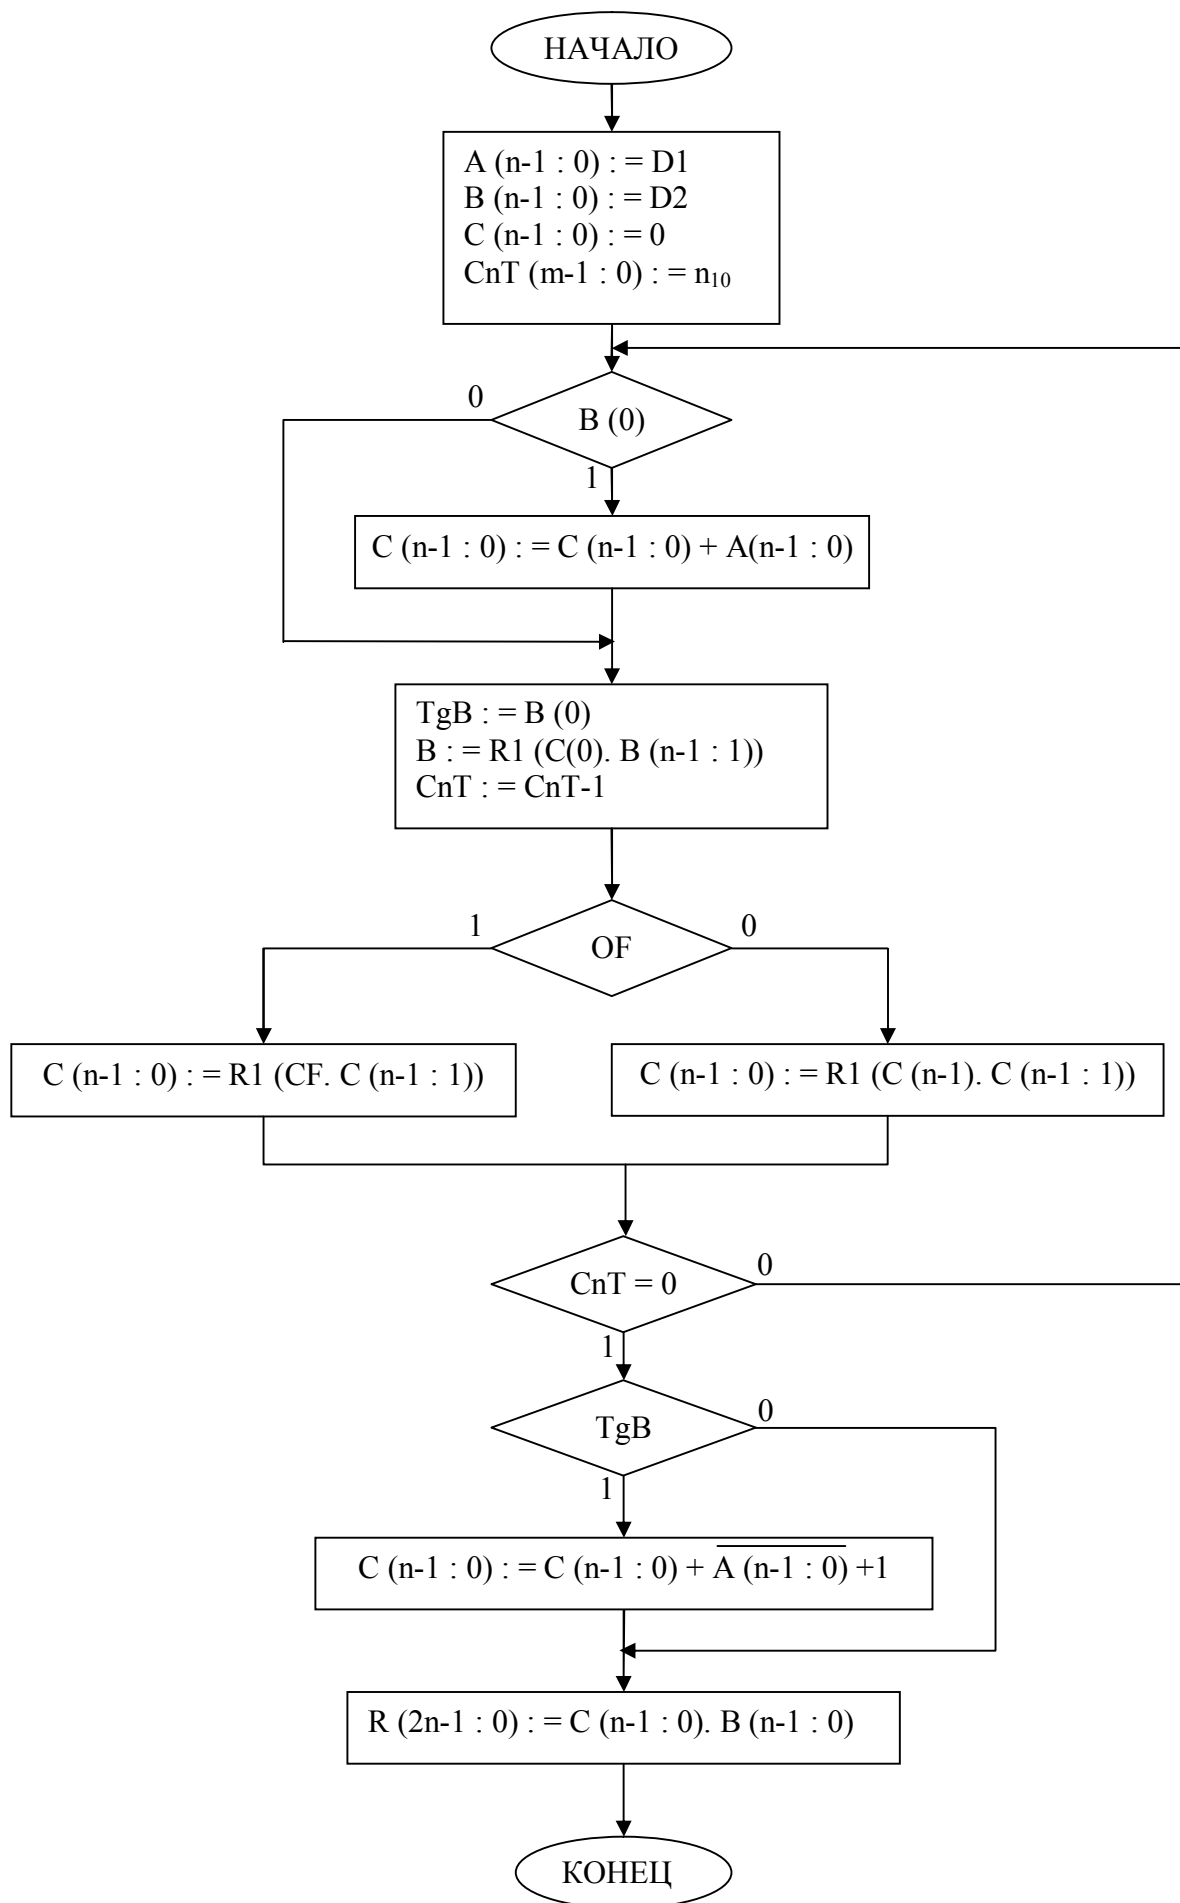 НАЧАЛО
A (n-1 : 0) : = D1
B (n-1 : 0) : = D2
C (n-1 : 0) : = 0
CnT (m-1 : 0) : = n₁₀
0
B (0)
1
C (n-1 : 0) : = C (n-1 : 0) + A(n-1 : 0)
TgB : = B (0)
B : = R1 (C(0). B (n-1 : 1))
CnT : = CnT-1
1
OF
0
C (n-1 : 0) : = R1 (CF. C (n-1 : 1))
C (n-1 : 0) : = R1 (C (n-1). C (n-1 : 1))
CnT = 0
0
1
TgB
0
1
C (n-1 : 0) : = C (n-1 : 0) + A̅ ̅(̅n̅-̅1̅ ̅:̅ ̅0̅)̅ +1
R (2n-1 : 0) : = C (n-1 : 0). B (n-1 : 0)
КОНЕЦ